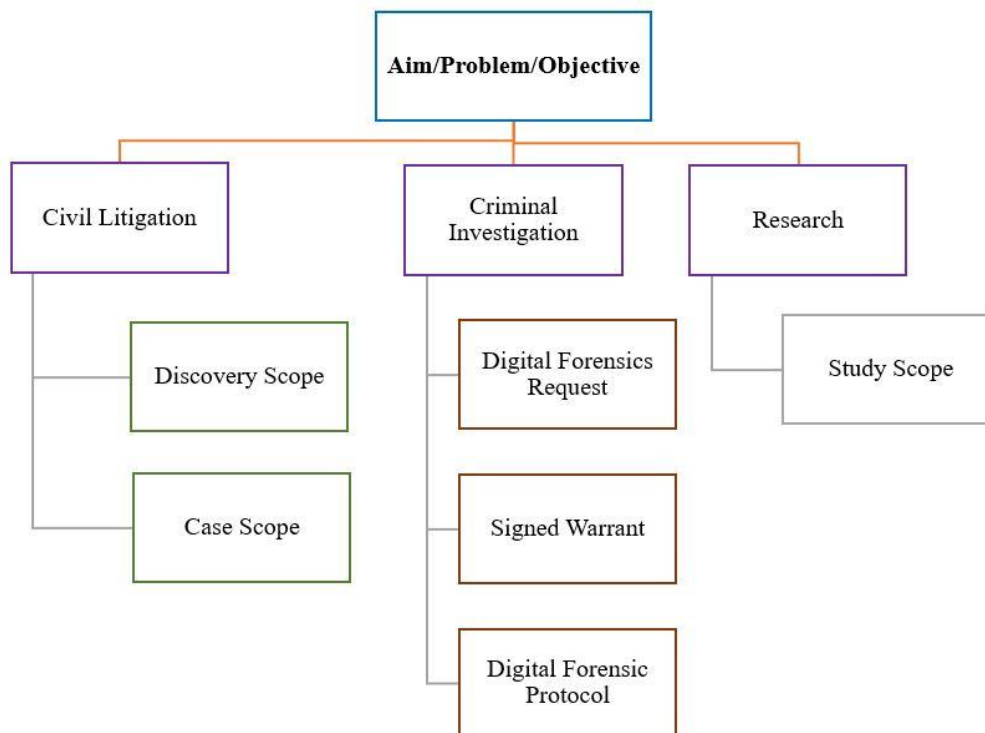 Aim/Problem/Objective
Civil Litigation
Discovery Scope
Case Scope
Criminal
Investigation
Digital Forensics
Request
Signed Warrant
Digital Forensic
Protocol
Research
Study Scope